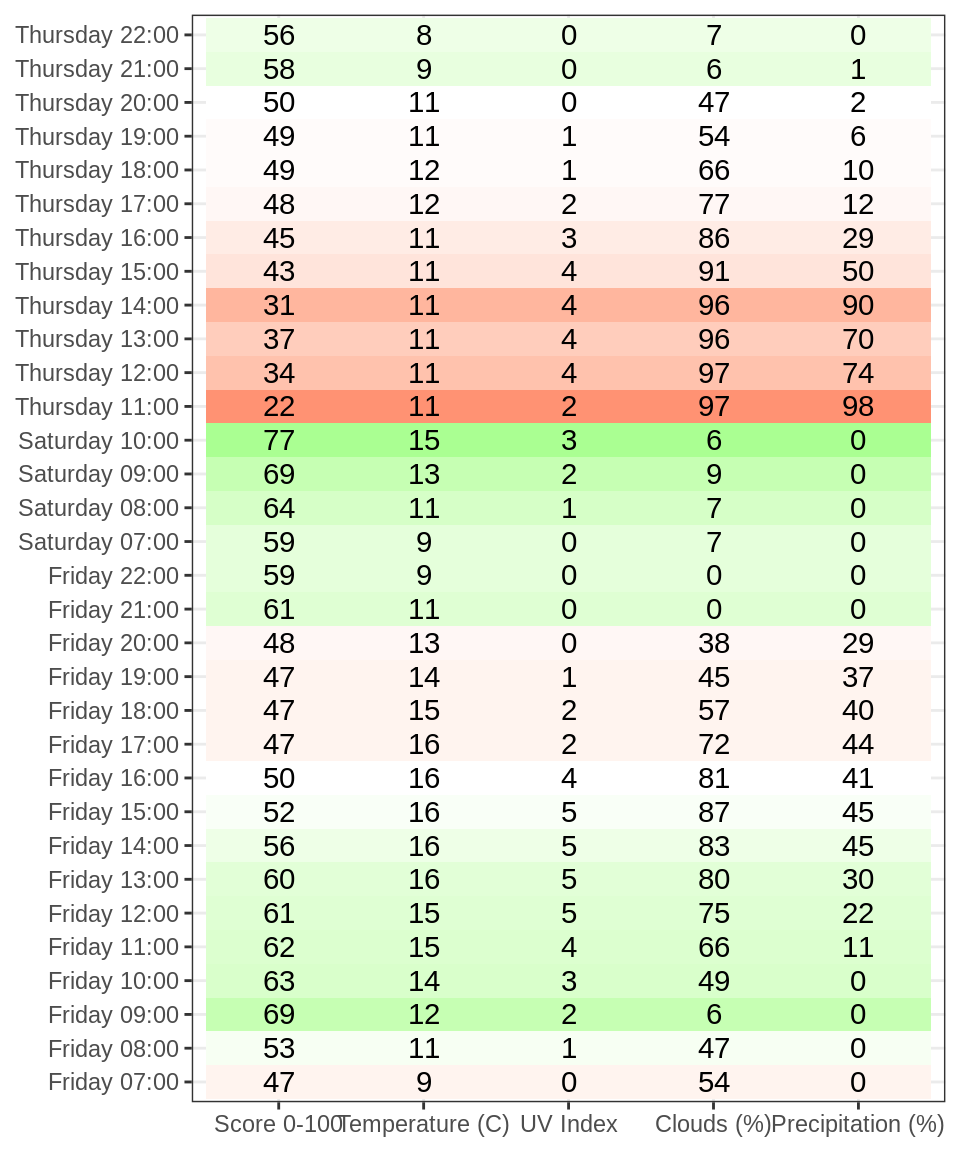 Thursday 22:00 56 8 0 7 0
Thursday 21:00 58 9 0 6 1
Thursday 20:00 50 11 0 47 2
Thursday 19:00 49 11 1 54 6
Thursday 18:00 49 12 1 66 10
Thursday 17:00 48 12 2 77 12
Thursday 16:00 45 11 3 86 29
Thursday 15:00 43 11 4 91 50
Thursday 14:00 31 11 4 96 90
Thursday 13:00 37 11 4 96 70
Thursday 12:00 34 11 4 97 74
Thursday 11:00 22 11 2 97 98
Saturday 10:00 77 15 3 6 0
Saturday 09:00 69 13 2 9 0
Saturday 08:00 64 11 1 7 0
Saturday 07:00 59 9 0 7 0
Friday 22:00 59 9 0 0 0
Friday 21:00 61 11 0 0 0
Friday 20:00 48 13 0 38 29
Friday 19:00 47 14 1 45 37
Friday 18:00 47 15 2 57 40
Friday 17:00 47 16 2 72 44
Friday 16:00 50 16 4 81 41
Friday 15:00 52 16 5 87 45
Friday 14:00 56 16 5 83 45
Friday 13:00 60 16 5 80 30
Friday 12:00 61 15 5 75 22
Friday 11:00 62 15 4 66 11
Friday 10:00 63 14 3 49 0
Friday 09:00 69 12 2 6 0
Friday 08:00 53 11 1 47 0
Friday 07:00 47 9 0 54 0
Score 0-100 Temperature (C) UV Index Clouds (%) Precipitation (%)